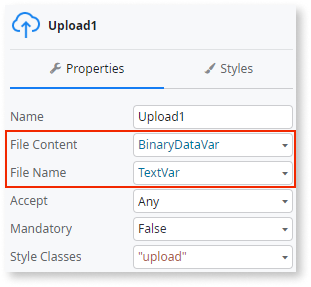 Upload1
Properties Styles
Name Upload1
File Content BinaryDataVar
File Name TextVar
Accept Any
Mandatory False
Style Classes "upload"